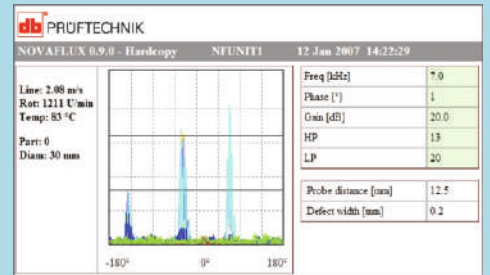 db PRÜFTECHNIK
NOVAFLUX 0.9.0 - Hardcopy NFUNIT1 12 Jan 2007 14:22:29
Line: 2.08 m/s
Rot: 1211 U/min
Temp: 83 °C
Part: 0
Diam: 30 mm
-180° 0° 180°
Freq [kHz] 7.0
Phase [°] 1
Gain [dB] 20.0
HP 13
LP 20
Probe distance [mm] 12.5
Defect width [mm] 0.2